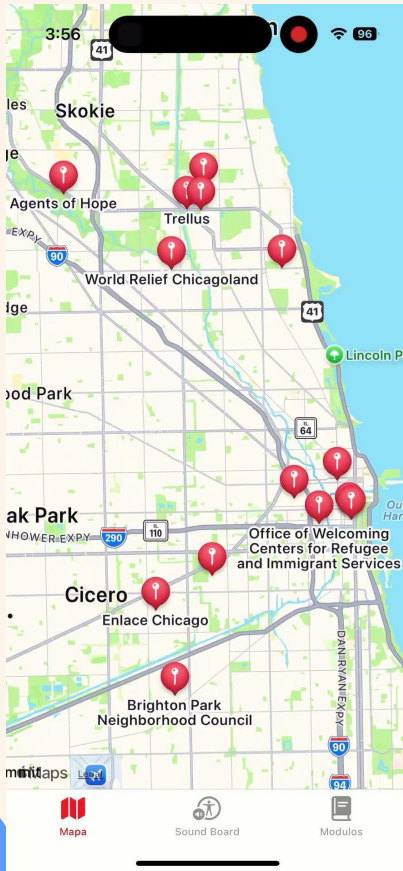 3:56
96
41
Skokie
Agents of Hope
Trellus
EXPY
90
World Relief Chicagoland
41
Lincoln P
ood Park
IL
64
ak Park
NHOWER EXPY
290
IL
110
Office of Welcoming
Centers for Refugee
and Immigrant Services
Cicero
Enlace Chicago
DAN RYAN EXPY
Brighton Park
Neighborhood Council
90
94
Maps
Mapa
Sound Board
Modulos